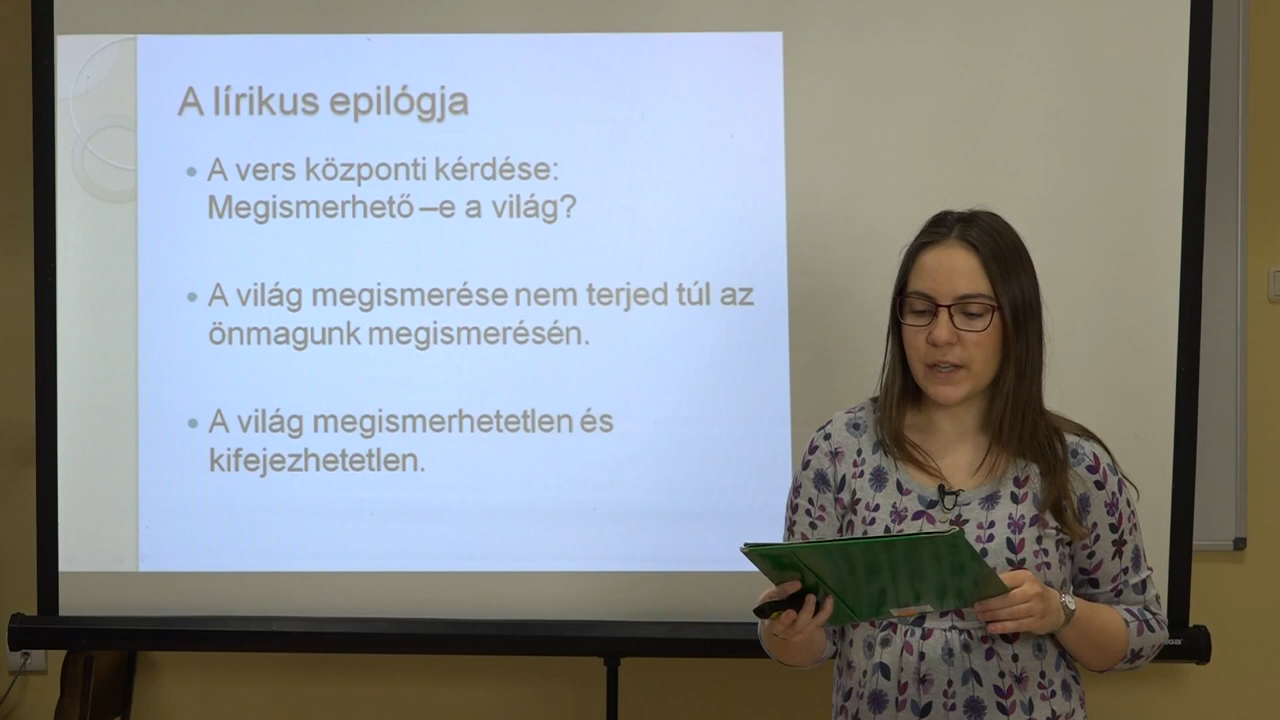 A lírikus epilógja
• A vers központi kérdése:
Megismerhető –e a világ?
• A világ megismerése nem terjed túl az
önmagunk megismerésén.
• A világ megismerhetetlen és
kifejezhetetlen.